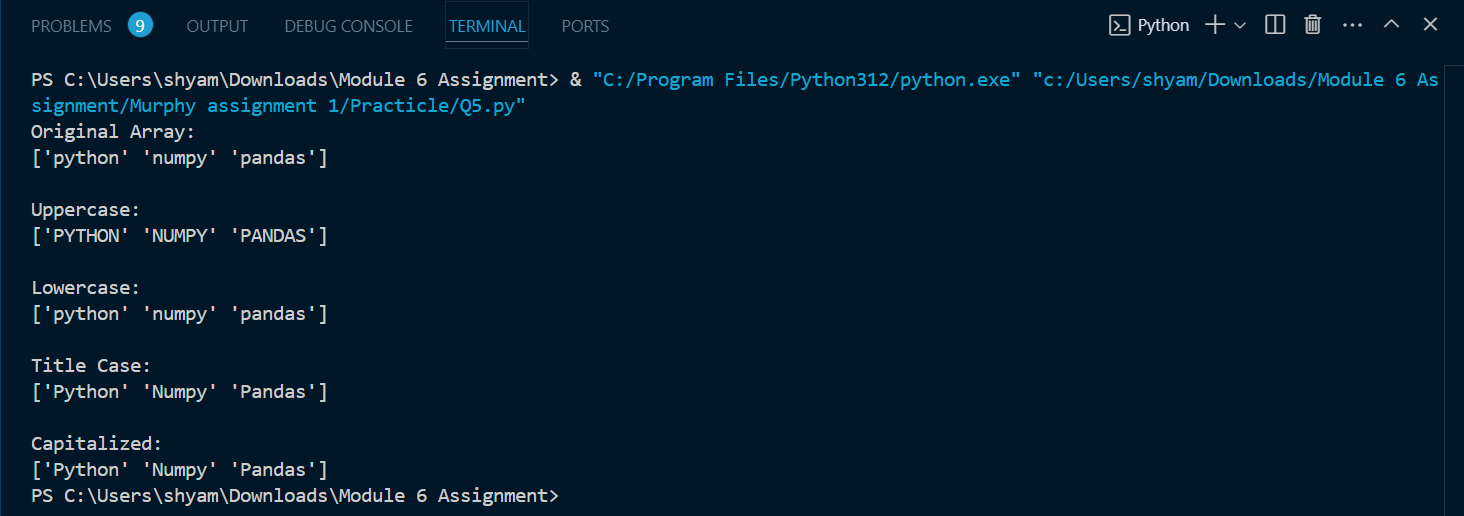 PROBLEMS 9 OUTPUT DEBUG CONSOLE TERMINAL PORTS Python
PS C:\Users\shyam\Downloads\Module 6 Assignment> & "C:/Program Files/Python312/python.exe" "c:/Users/shyam/Downloads/Module 6 As
signment/Murphy assignment 1/Practicle/Q5.py"
Original Array:
['python' 'numpy' 'pandas']
Uppercase:
['PYTHON' 'NUMPY' 'PANDAS']
Lowercase:
['python' 'numpy' 'pandas']
Title Case:
['Python' 'Numpy' 'Pandas']
Capitalized:
['Python' 'Numpy' 'Pandas']
PS C:\Users\shyam\Downloads\Module 6 Assignment>